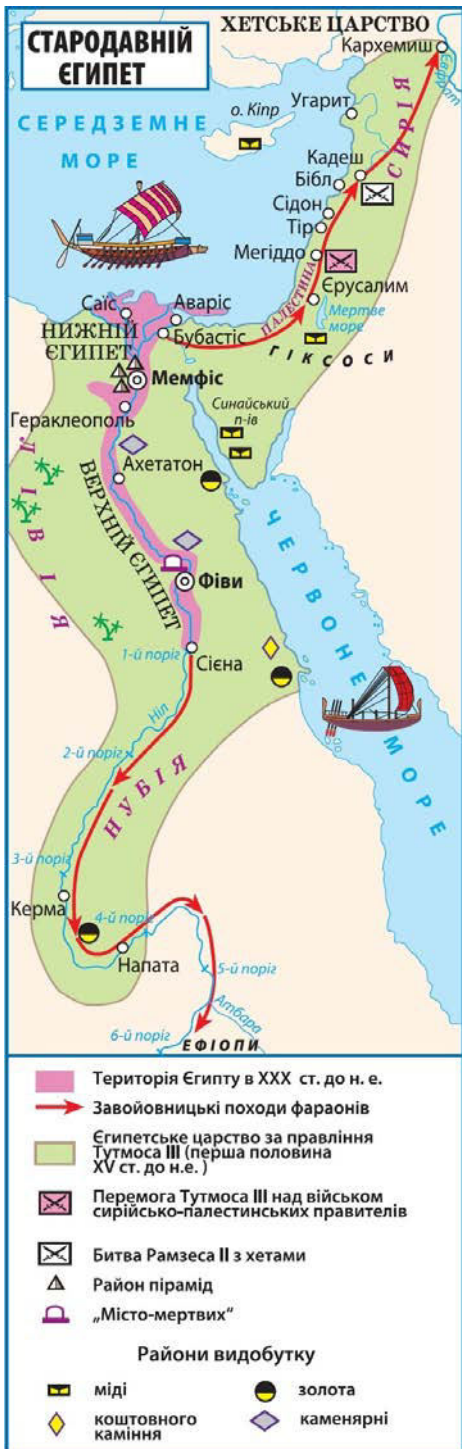 ХЕТСЬКЕ ЦАРСТВО
СТАРОДАВНІЙ
ЄГИПЕТ
Кархемиш
Євфрат
Угарит
о. Кіпр
СЕРЕДЗЕМНЕ
МОРЕ
СИРІЯ
Кадеш
Бібл
Сідон
Тір
Мегіддо
ПАЛЕСТИНА
Єрусалим
Мертве
море
Саїс
Аваріс
Бубастіс
НИЖНІЙ
ЄГИПЕТ
ГІКСОСИ
Мемфіс
Гераклеополь
Синайський
п-ів
ЛІВІЯ
Ахетатон
ВЕРХНІЙ ЄГИПЕТ
ЧЕРВОНЕ МОРЕ
Фіви
1-й поріг
Сієна
Ніл
2-й поріг
НУБІЯ
3-й поріг
Керма
4-й поріг
Напата
5-й поріг
Атбара
6-й поріг
ЕФІОПИ
Територія Єгипту в XXX ст. до н. е.
Завойовницькі походи фараонів
Єгипетське царство за правління
Тутмоса III (перша половина
XV ст. до н.е. )
Перемога Тутмоса III над військом
сирійсько-палестинських правителів
Битва Рамзеса II з хетами
Район пірамід
„Місто-мертвих“
Райони видобутку
міді
золота
коштовного
каміння
каменярні